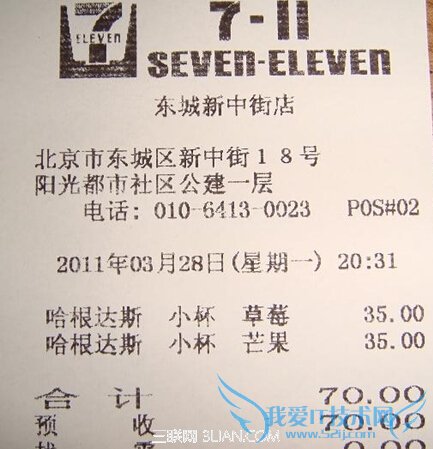 7-11
7
ELEVEN
SEVEN-ELEVEN
东城新中街店
北京市东城区新中街18号
阳光都市社区公建一层
电话: 010-6413-0023 POS#02
2011年03月28日(星期一) 20:31
哈根达斯 小杯 草莓 35.00
哈根达斯 小杯 芒果 35.00
合计 70.00
预收 70.00
三联网 3LIAN.COM
我爱IT技术网
www.52ij.com